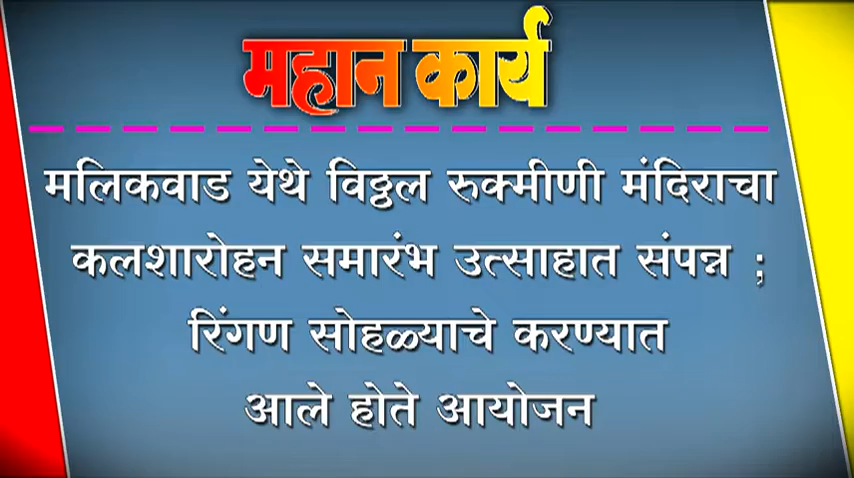 महान कार्य
मलिकवाड येथे विठ्ठल रुक्मीणी मंदिराचा
कलशारोहन समारंभ उत्साहात संपन्न ;
रिंगण सोहळ्याचे करण्यात
आले होते आयोजन